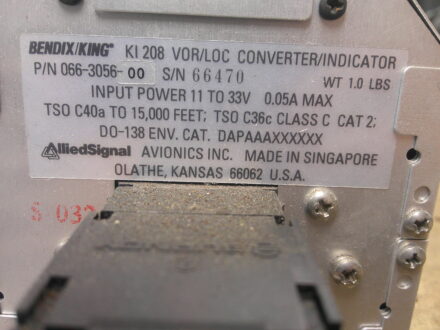 BENDIX/KING® KI 208 VOR/LOC CONVERTER/INDICATOR
P/N 066-3056-00 S/N 66470 WT 1.0 LBS
INPUT POWER 11 TO 33V 0.05A MAX
TSO C40a TO 15,000 FEET; TSO C36c CLASS C CAT 2;
DO-138 ENV. CAT. DAPAAAXXXXXX
AlliedSignal AVIONICS INC. MADE IN SINGAPORE
OLATHE, KANSAS 66062 U.S.A.